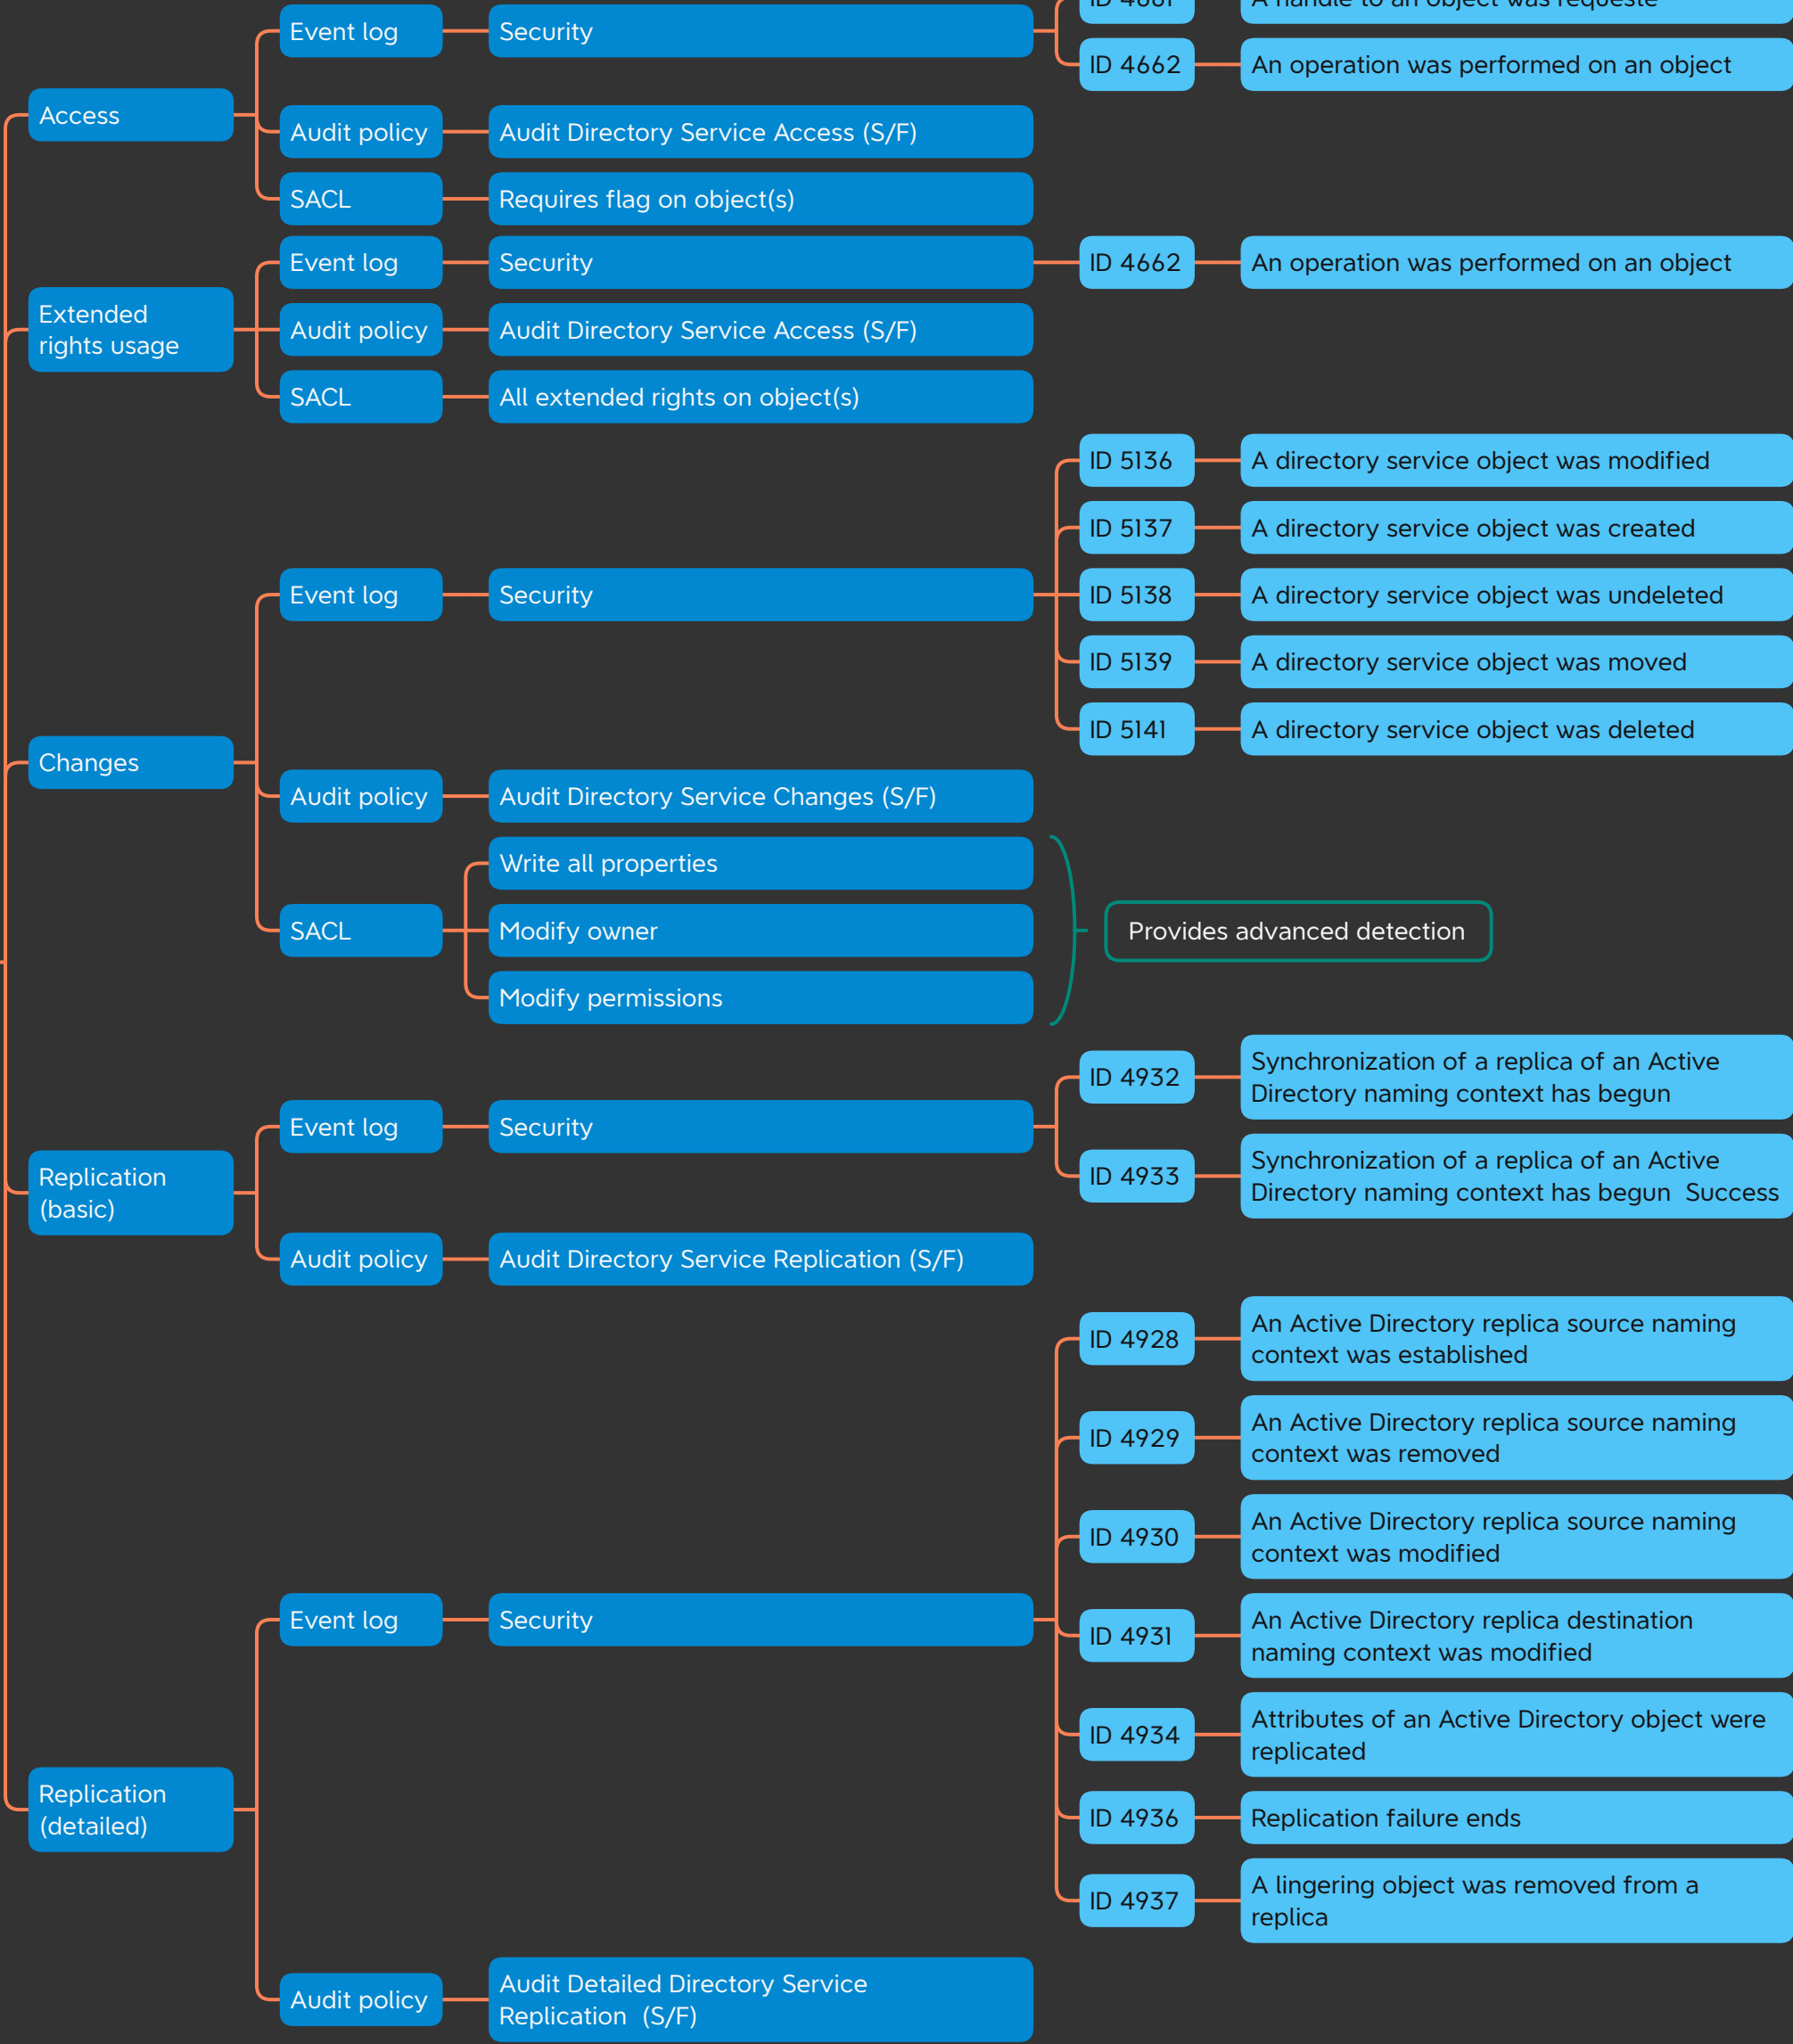 Event log
Security
ID 4661
A handle to an object was requeste
ID 4662
An operation was performed on an object
Access
Audit policy
Audit Directory Service Access (S/F)
SACL
Requires flag on object(s)
Event log
Security
ID 4662
An operation was performed on an object
Extended
rights usage
Audit policy
Audit Directory Service Access (S/F)
SACL
All extended rights on object(s)
ID 5136
A directory service object was modified
ID 5137
A directory service object was created
Event log
Security
ID 5138
A directory service object was undeleted
ID 5139
A directory service object was moved
ID 5141
A directory service object was deleted
Changes
Audit policy
Audit Directory Service Changes (S/F)
Write all properties
SACL
Modify owner
Provides advanced detection
Modify permissions
ID 4932
Synchronization of a replica of an Active
Directory naming context has begun
Event log
Security
ID 4933
Synchronization of a replica of an Active
Directory naming context has begun  Success
Replication
(basic)
Audit policy
Audit Directory Service Replication (S/F)
ID 4928
An Active Directory replica source naming
context was established
ID 4929
An Active Directory replica source naming
context was removed
ID 4930
An Active Directory replica source naming
context was modified
Event log
Security
ID 4931
An Active Directory replica destination
naming context was modified
ID 4934
Attributes of an Active Directory object were
replicated
Replication
(detailed)
ID 4936
Replication failure ends
ID 4937
A lingering object was removed from a
replica
Audit policy
Audit Detailed Directory Service
Replication  (S/F)